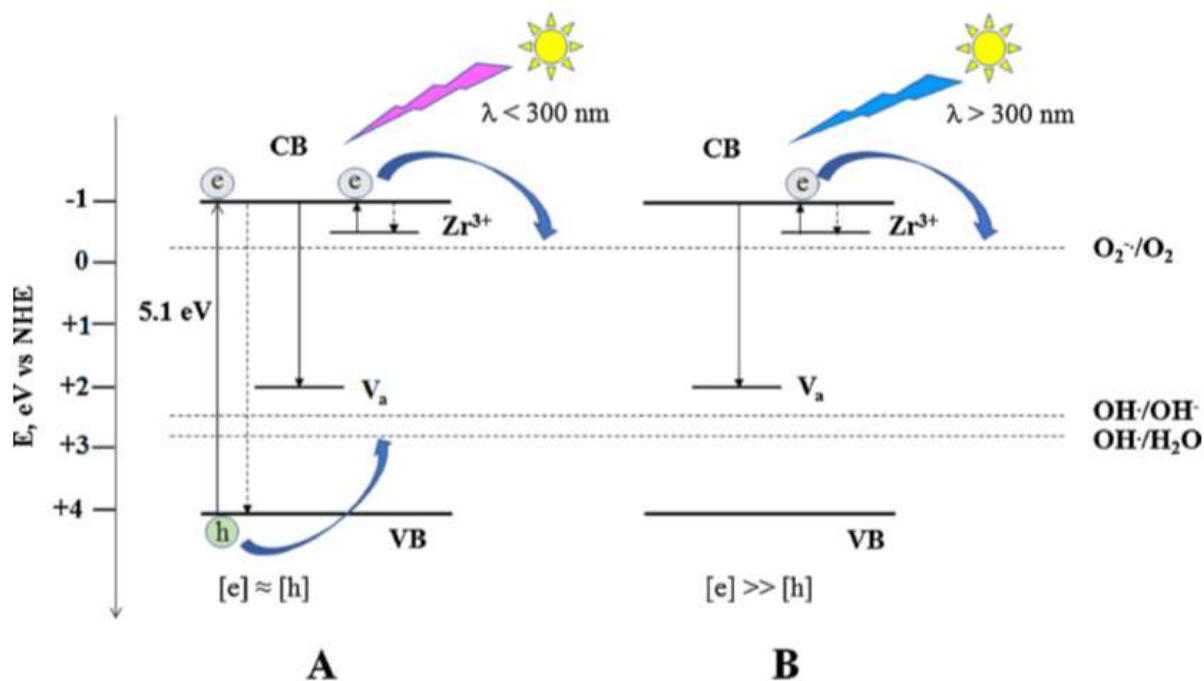 λ < 300 nm
λ > 300 nm
CB
CB
e
e
e
-1
Zr³⁺
Zr³⁺
O₂⁻·/O₂
0
5.1 eV
+1
E, eV vs NHE
+2
Vₐ
Vₐ
OH·/OH⁻
+3
OH·/H₂O
+4
h
VB
VB
[e] ≈ [h]
[e] >> [h]
A
B